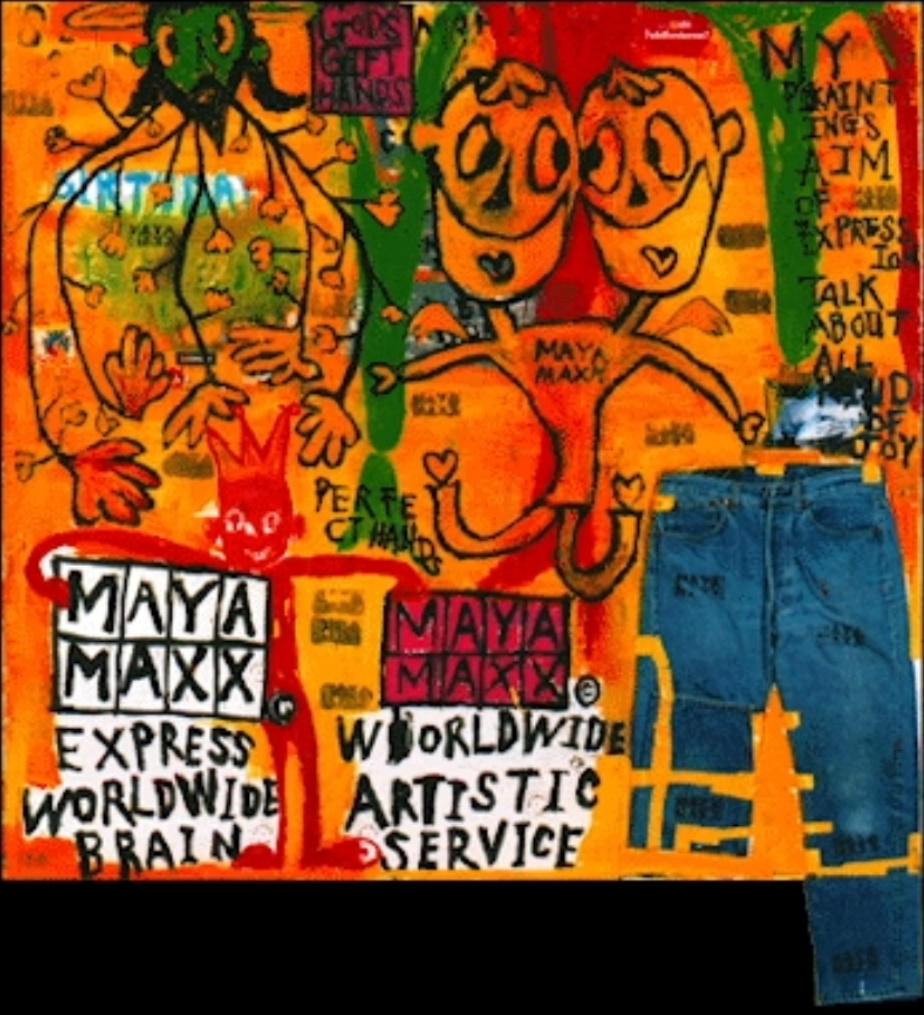 GODS
GIFT
HANDS
MY
PAINT
INGS
AIM
OF
EXPRESS
ION
TALK
ABOUT
ALL
KIND
OF
JOY
MAYA
MAXX
PERFE
CT HANDS
MAYA
MAXX
©
EXPRESS
WORLDWIDE
BRAIN
MAYA
MAXX
©
WORLDWIDE
ARTISTIC
SERVICE